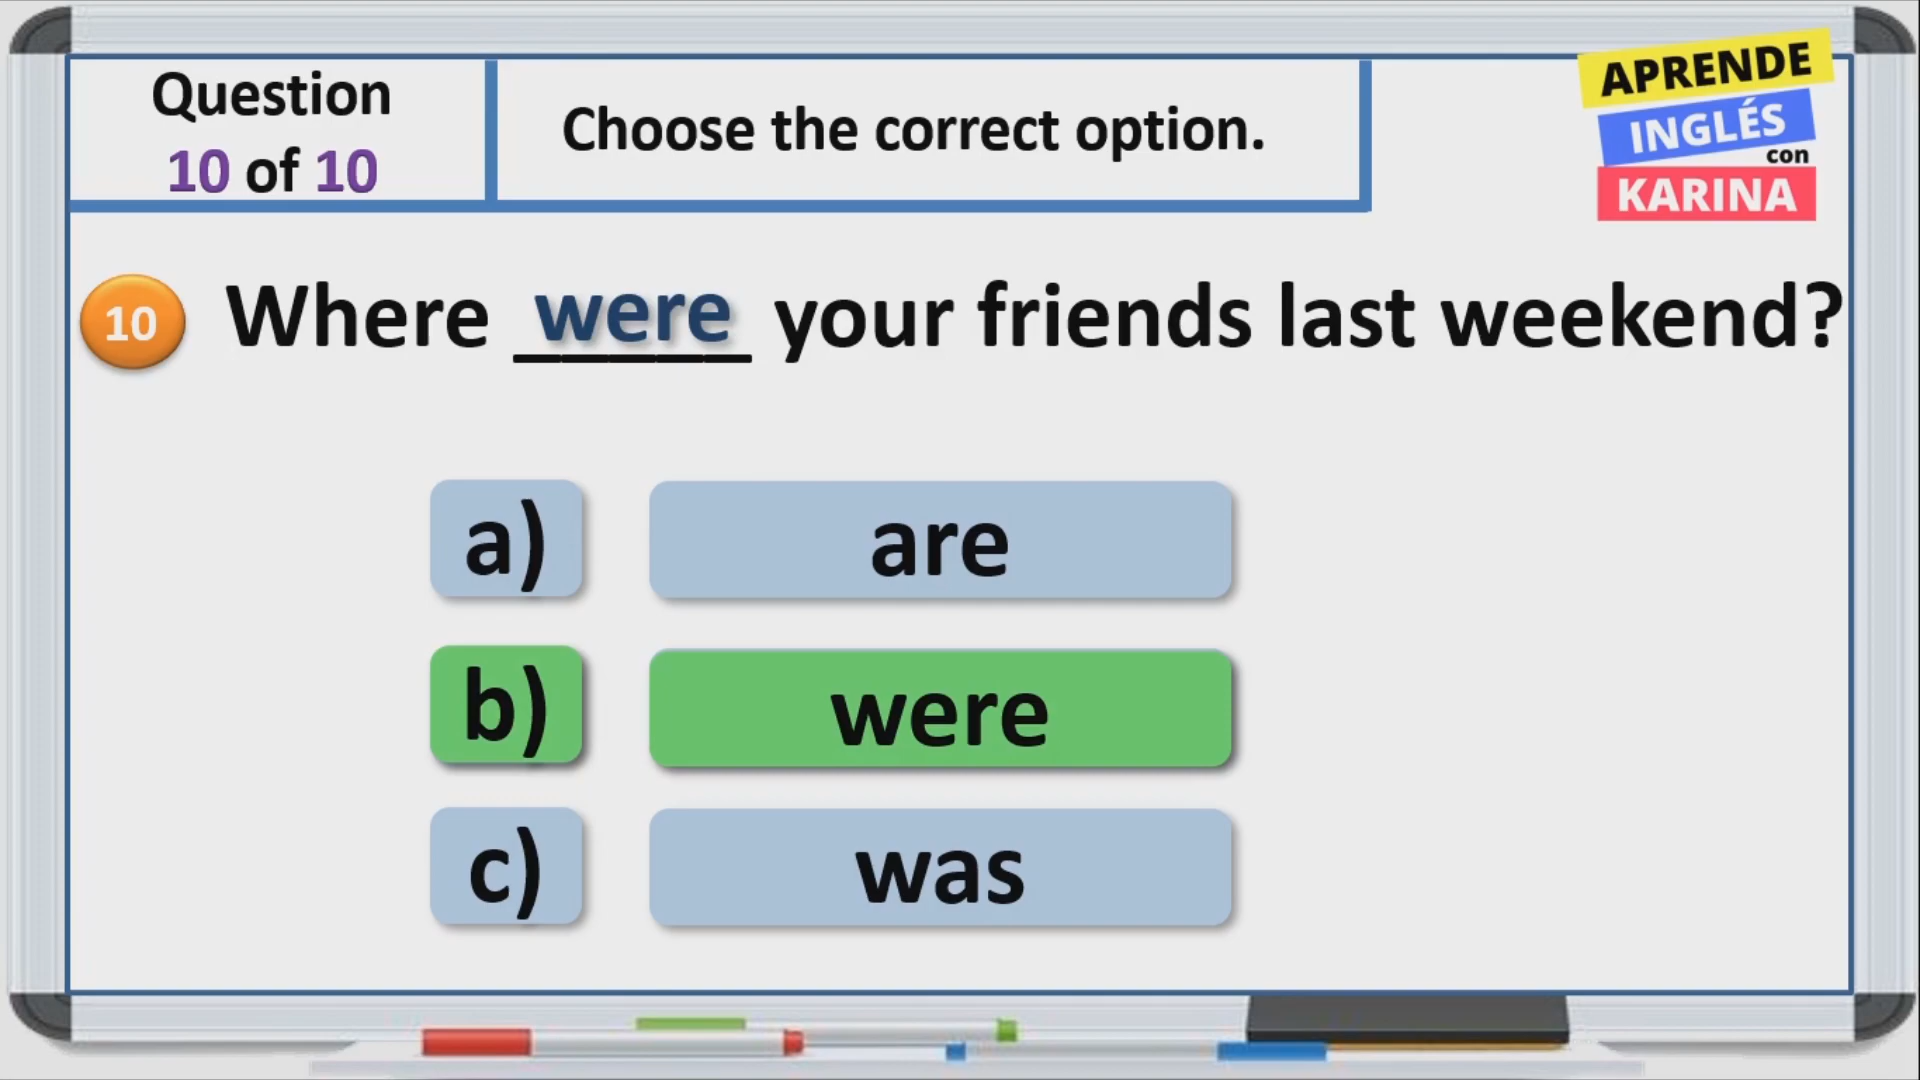 Question
10 of 10
Choose the correct option.
APRENDE
INGLÉS
con
KARINA
10 Where were your friends last weekend?
a) are
b) were
c) was